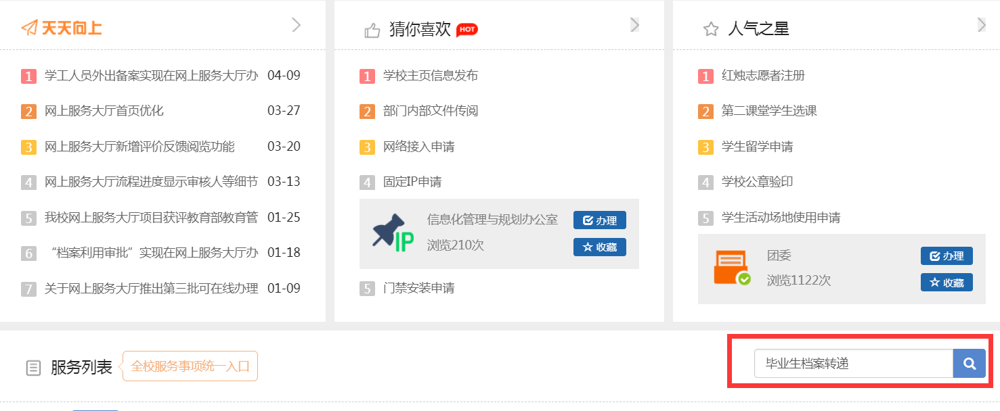 天天向上
1 学工人员外出备案实现在网上服务大厅办 04-09
2 网上服务大厅首页优化 03-27
3 网上服务大厅新增评价反馈阅览功能 03-20
4 网上服务大厅流程进度显示审核人等细节 03-13
5 我校网上服务大厅项目获评教育部教育管 01-25
6 “档案利用审批”实现在网上服务大厅办 01-18
7 关于网上服务大厅推出第三批可在线办理 01-09
猜你喜欢 HOT
1 学校主页信息发布
2 部门内部文件传阅
3 网络接入申请
4 固定IP申请
IP
信息化管理与规划办公室 办理
浏览210次 收藏
5 门禁安装申请
人气之星
1 红烛志愿者注册
2 第二课堂学生选课
3 学生留学申请
4 学校公章验印
5 学生活动场地使用申请
团委 办理
浏览1122次 收藏
服务列表 全校服务事项统一入口 毕业生档案转递